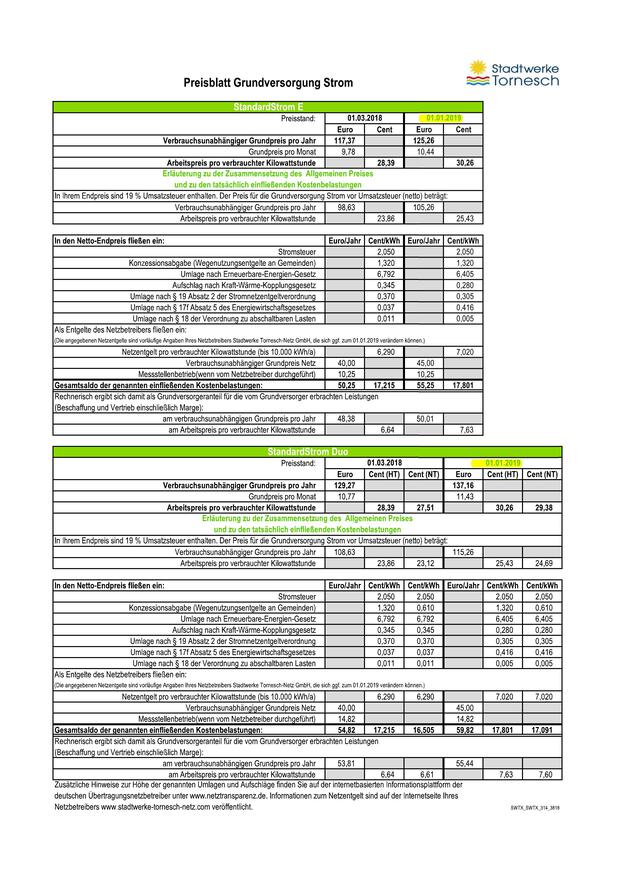 Stadtwerke
Tornesch
Preisblatt Grundversorgung Strom
StandardStrom E
Preisstand: 01.03.2018 01.01.2019
Euro Cent Euro Cent
Verbrauchsunabhängiger Grundpreis pro Jahr 117,37 125,26
Grundpreis pro Monat 9,78 10,44
Arbeitspreis pro verbrauchter Kilowattstunde 28,39 30,26
Erläuterung zu der Zusammensetzung des Allgemeinen Preises
und zu den tatsächlich einfließenden Kostenbelastungen
In Ihrem Endpreis sind 19 % Umsatzsteuer enthalten. Der Preis für die Grundversorgung Strom vor Umsatzsteuer (netto) beträgt:
Verbrauchsunabhängiger Grundpreis pro Jahr 98,63 105,26
Arbeitspreis pro verbrauchter Kilowattstunde 23,86 25,43
In den Netto-Endpreis fließen ein: Euro/Jahr Cent/kWh Euro/Jahr Cent/kWh
Stromsteuer 2,050 2,050
Konzessionsabgabe (Wegenutzungsentgelte an Gemeinden) 1,320 1,320
Umlage nach Erneuerbare-Energien-Gesetz 6,792 6,405
Aufschlag nach Kraft-Wärme-Kopplungsgesetz 0,345 0,280
Umlage nach § 19 Absatz 2 der Stromnetzentgeltverordnung 0,370 0,305
Umlage nach § 17f Absatz 5 des Energiewirtschaftsgesetzes 0,037 0,416
Umlage nach § 18 der Verordnung zu abschaltbaren Lasten 0,011 0,005
Als Entgelte des Netzbetreibers fließen ein:
(Die angegebenen Netzentgelte sind vorläufige Angaben Ihres Netzbetreibers Stadtwerke Tornesch-Netz GmbH, die sich ggf. zum 01.01.2019 verändern können.)
Netzentgelt pro verbrauchter Kilowattstunde (bis 10.000 kWh/a) 6,290 7,020
Verbrauchsunabhängiger Grundpreis Netz 40,00 45,00
Messstellenbetrieb(wenn vom Netzbetreiber durchgeführt) 10,25 10,25
Gesamtsaldo der genannten einfließenden Kostenbelastungen: 50,25 17,215 55,25 17,801
Rechnerisch ergibt sich damit als Grundversorgeranteil für die vom Grundversorger erbrachten Leistungen
(Beschaffung und Vertrieb einschließlich Marge):
am verbrauchsunabhängigen Grundpreis pro Jahr 48,38 50,01
am Arbeitspreis pro verbrauchter Kilowattstunde 6,64 7,63
StandardStrom Duo
Preisstand: 01.03.2018 01.01.2019
Euro Cent (HT) Cent (NT) Euro Cent (HT) Cent (NT)
Verbrauchsunabhängiger Grundpreis pro Jahr 129,27 137,16
Grundpreis pro Monat 10,77 11,43
Arbeitspreis pro verbrauchter Kilowattstunde 28,39 27,51 30,26 29,38
Erläuterung zu der Zusammensetzung des Allgemeinen Preises
und zu den tatsächlich einfließenden Kostenbelastungen
In Ihrem Endpreis sind 19 % Umsatzsteuer enthalten. Der Preis für die Grundversorgung Strom vor Umsatzsteuer (netto) beträgt:
Verbrauchsunabhängiger Grundpreis pro Jahr 108,63 115,26
Arbeitspreis pro verbrauchter Kilowattstunde 23,86 23,12 25,43 24,69
In den Netto-Endpreis fließen ein: Euro/Jahr Cent/kWh Cent/kWh Euro/Jahr Cent/kWh Cent/kWh
Stromsteuer 2,050 2,050 2,050 2,050
Konzessionsabgabe (Wegenutzungsentgelte an Gemeinden) 1,320 0,610 1,320 0,610
Umlage nach Erneuerbare-Energien-Gesetz 6,792 6,792 6,405 6,405
Aufschlag nach Kraft-Wärme-Kopplungsgesetz 0,345 0,345 0,280 0,280
Umlage nach § 19 Absatz 2 der Stromnetzentgeltverordnung 0,370 0,370 0,305 0,305
Umlage nach § 17f Absatz 5 des Energiewirtschaftsgesetzes 0,037 0,037 0,416 0,416
Umlage nach § 18 der Verordnung zu abschaltbaren Lasten 0,011 0,011 0,005 0,005
Als Entgelte des Netzbetreibers fließen ein:
(Die angegebenen Netzentgelte sind vorläufige Angaben Ihres Netzbetreibers Stadtwerke Tornesch-Netz GmbH, die sich ggf. zum 01.01.2019 verändern können.)
Netzentgelt pro verbrauchter Kilowattstunde (bis 10.000 kWh/a) 6,290 6,290 7,020 7,020
Verbrauchsunabhängiger Grundpreis Netz 40,00 45,00
Messstellenbetrieb(wenn vom Netzbetreiber durchgeführt) 14,82 14,82
Gesamtsaldo der genannten einfließenden Kostenbelastungen: 54,82 17,215 16,505 59,82 17,801 17,091
Rechnerisch ergibt sich damit als Grundversorgeranteil für die vom Grundversorger erbrachten Leistungen
(Beschaffung und Vertrieb einschließlich Marge):
am verbrauchsunabhängigen Grundpreis pro Jahr 53,81 55,44
am Arbeitspreis pro verbrauchter Kilowattstunde 6,64 6,61 7,63 7,60
Zusätzliche Hinweise zur Höhe der genannten Umlagen und Aufschläge finden Sie auf der internetbasierten Informationsplattform der
deutschen Übertragungsnetzbetreiber unter www.netztransparenz.de. Informationen zum Netzentgelt sind auf der Internetseite Ihres
Netzbetreibers www.stadtwerke-tornesch-netz.com veröffentlicht.
SWTX_SWTX_314_3818